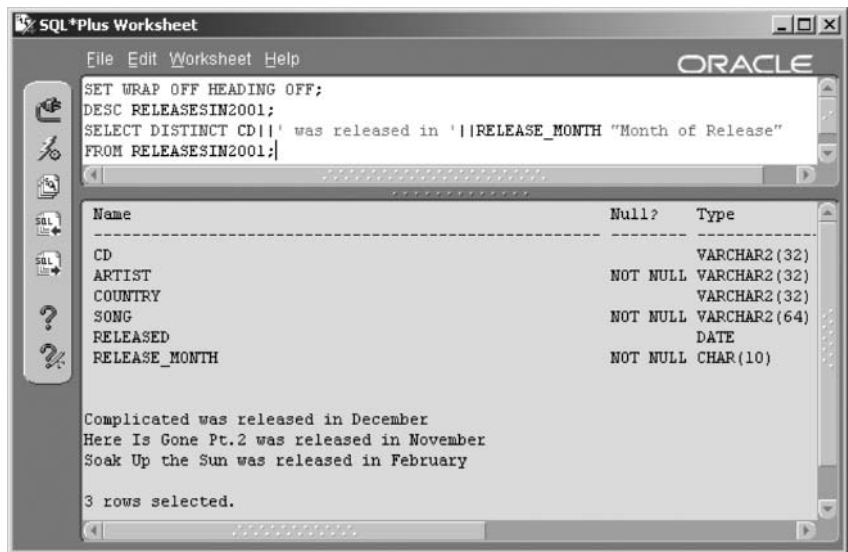 SQL*Plus Worksheet
File Edit Worksheet Help
ORACLE
SET WRAP OFF HEADING OFF;
DESC RELEASESIN2001;
SELECT DISTINCT CD||' was released in '||RELEASE_MONTH "Month of Release"
FROM RELEASESIN2001;
SQL
SQL
Name Null? Type
CD VARCHAR2(32)
ARTIST NOT NULL VARCHAR2(32)
COUNTRY VARCHAR2(32)
SONG NOT NULL VARCHAR2(64)
RELEASED DATE
RELEASE_MONTH NOT NULL CHAR(10)
Complicated was released in December
Here Is Gone Pt.2 was released in November
Soak Up the Sun was released in February
3 rows selected.